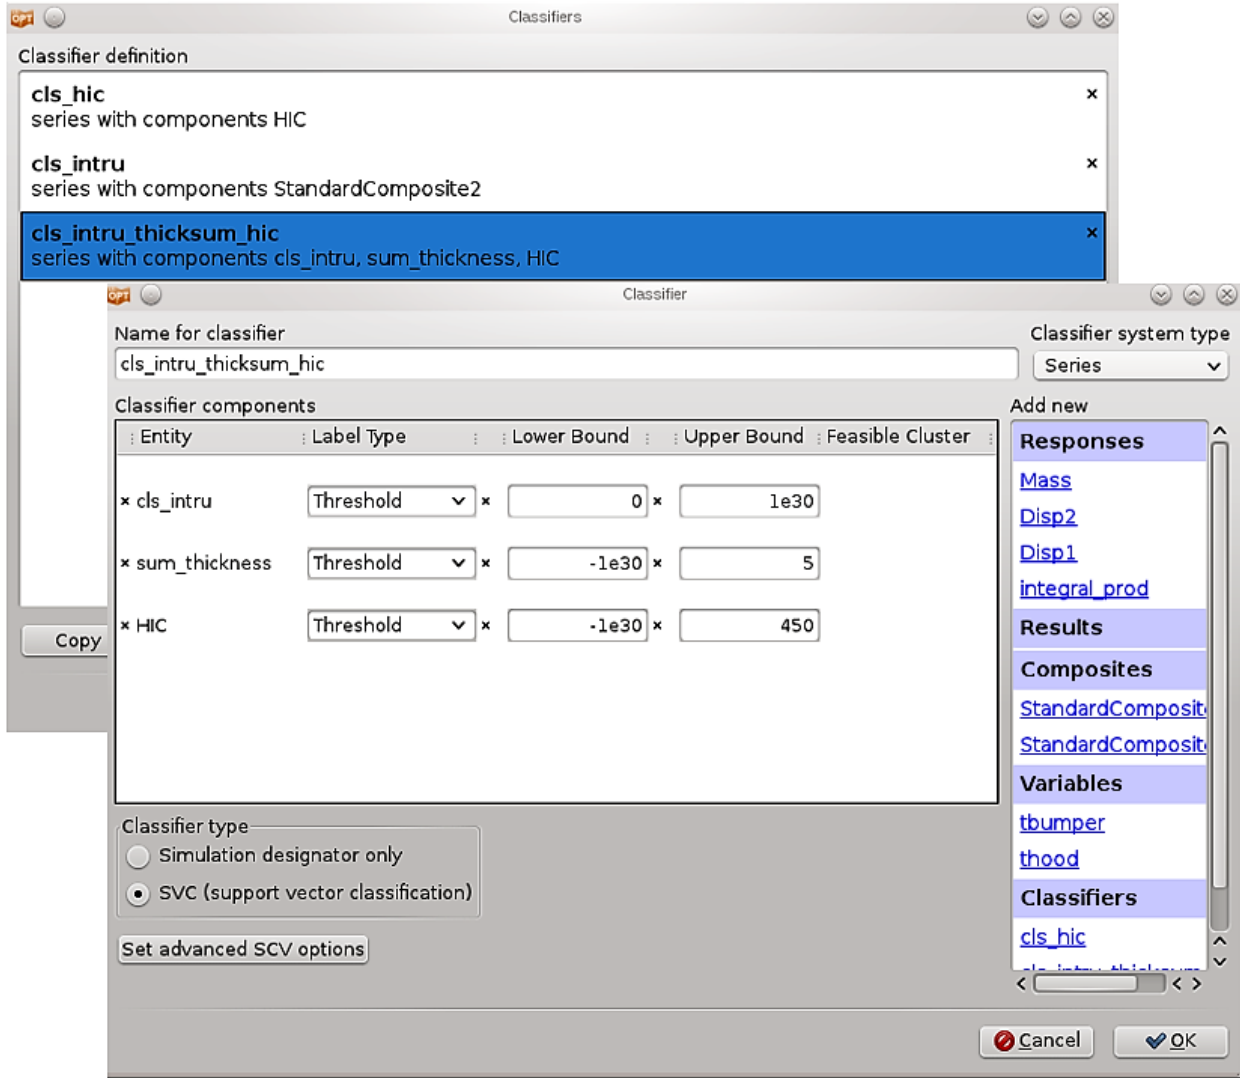 OPT Classifiers
Classifier definition
cls_hic
series with components HIC
cls_intru
series with components StandardComposite2
cls_intru_thicksum_hic
series with components cls_intru, sum_thickness, HIC
Copy
OPT Classifier
Name for classifier Classifier system type
cls_intru_thicksum_hic Series
Classifier components Add new
Entity Label Type Lower Bound Upper Bound Feasible Cluster
cls_intru Threshold 0 1e30
sum_thickness Threshold -1e30 5
HIC Threshold -1e30 450
Responses
Mass
Disp2
Disp1
integral_prod
Results
Composites
StandardComposit
StandardComposit
Variables
tbumper
thood
Classifiers
cls_hic
Classifier type
Simulation designator only
SVC (support vector classification)
Set advanced SCV options
Cancel OK